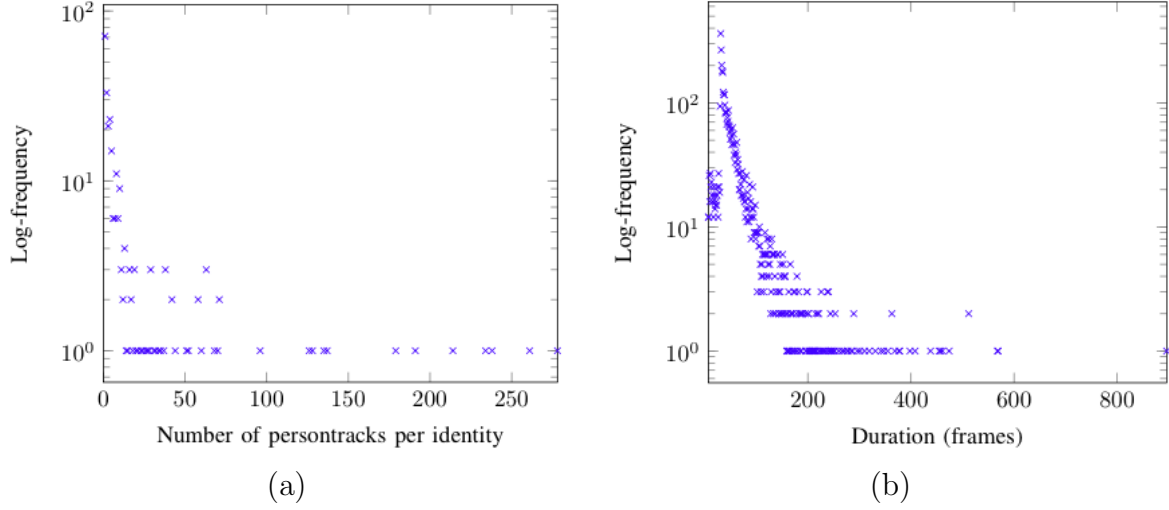 10^2
10^1
10^0
Log-frequency
0
50
100
150
200
250
Number of persontracks per identity
(a)
10^2
10^1
10^0
Log-frequency
200
400
600
800
Duration (frames)
(b)